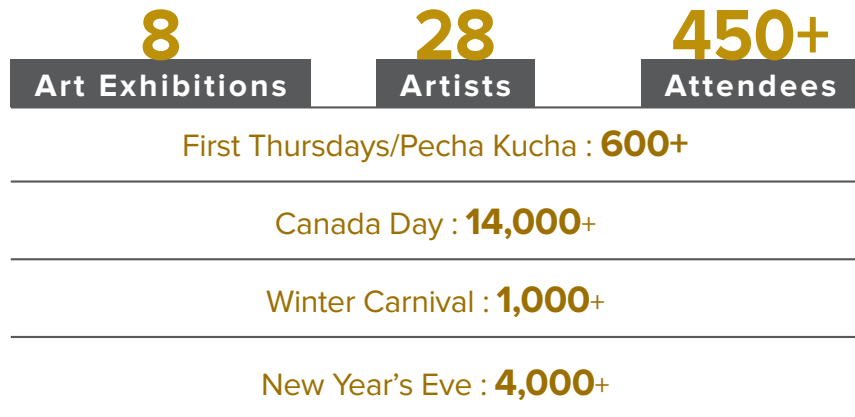 8 28 450+
Art Exhibitions Artists Attendees
First Thursdays/Pecha Kucha : 600+
Canada Day : 14,000+
Winter Carnival : 1,000+
New Year’s Eve : 4,000+